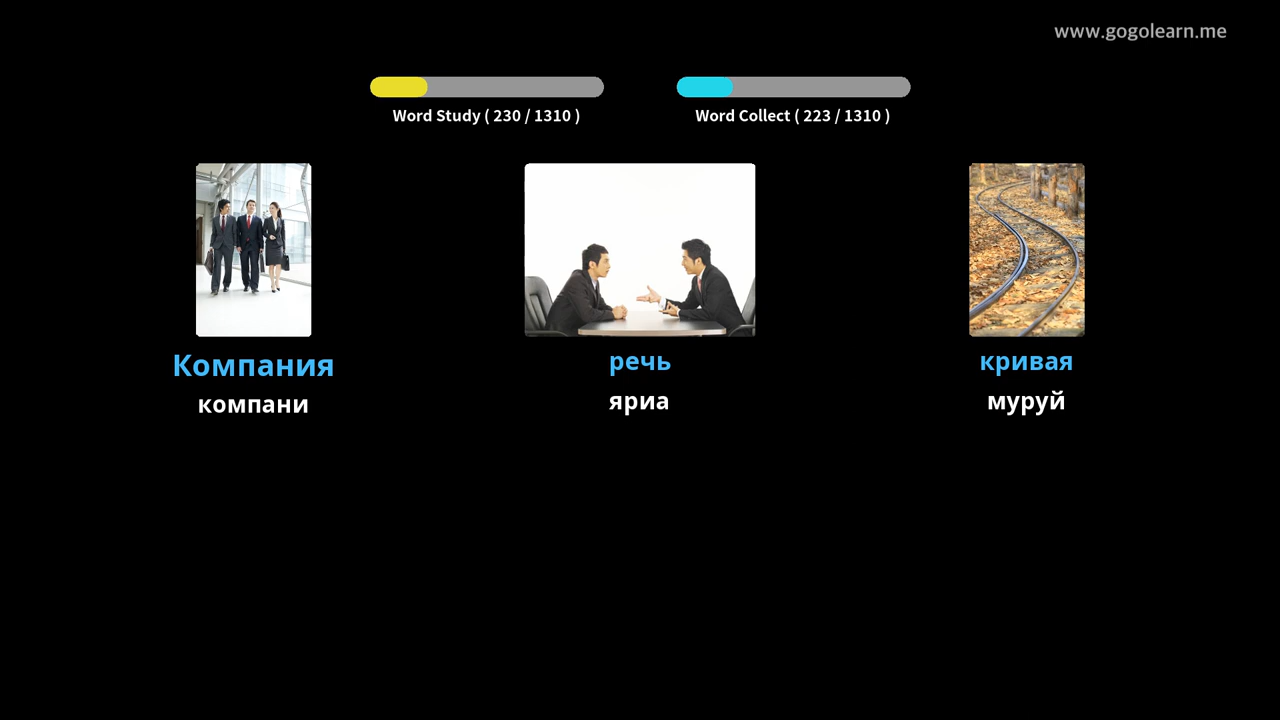 www.gogolearn.me
Word Study ( 230 / 1310 )
Word Collect ( 223 / 1310 )
Компания
речь
кривая
компани
яриа
муруй